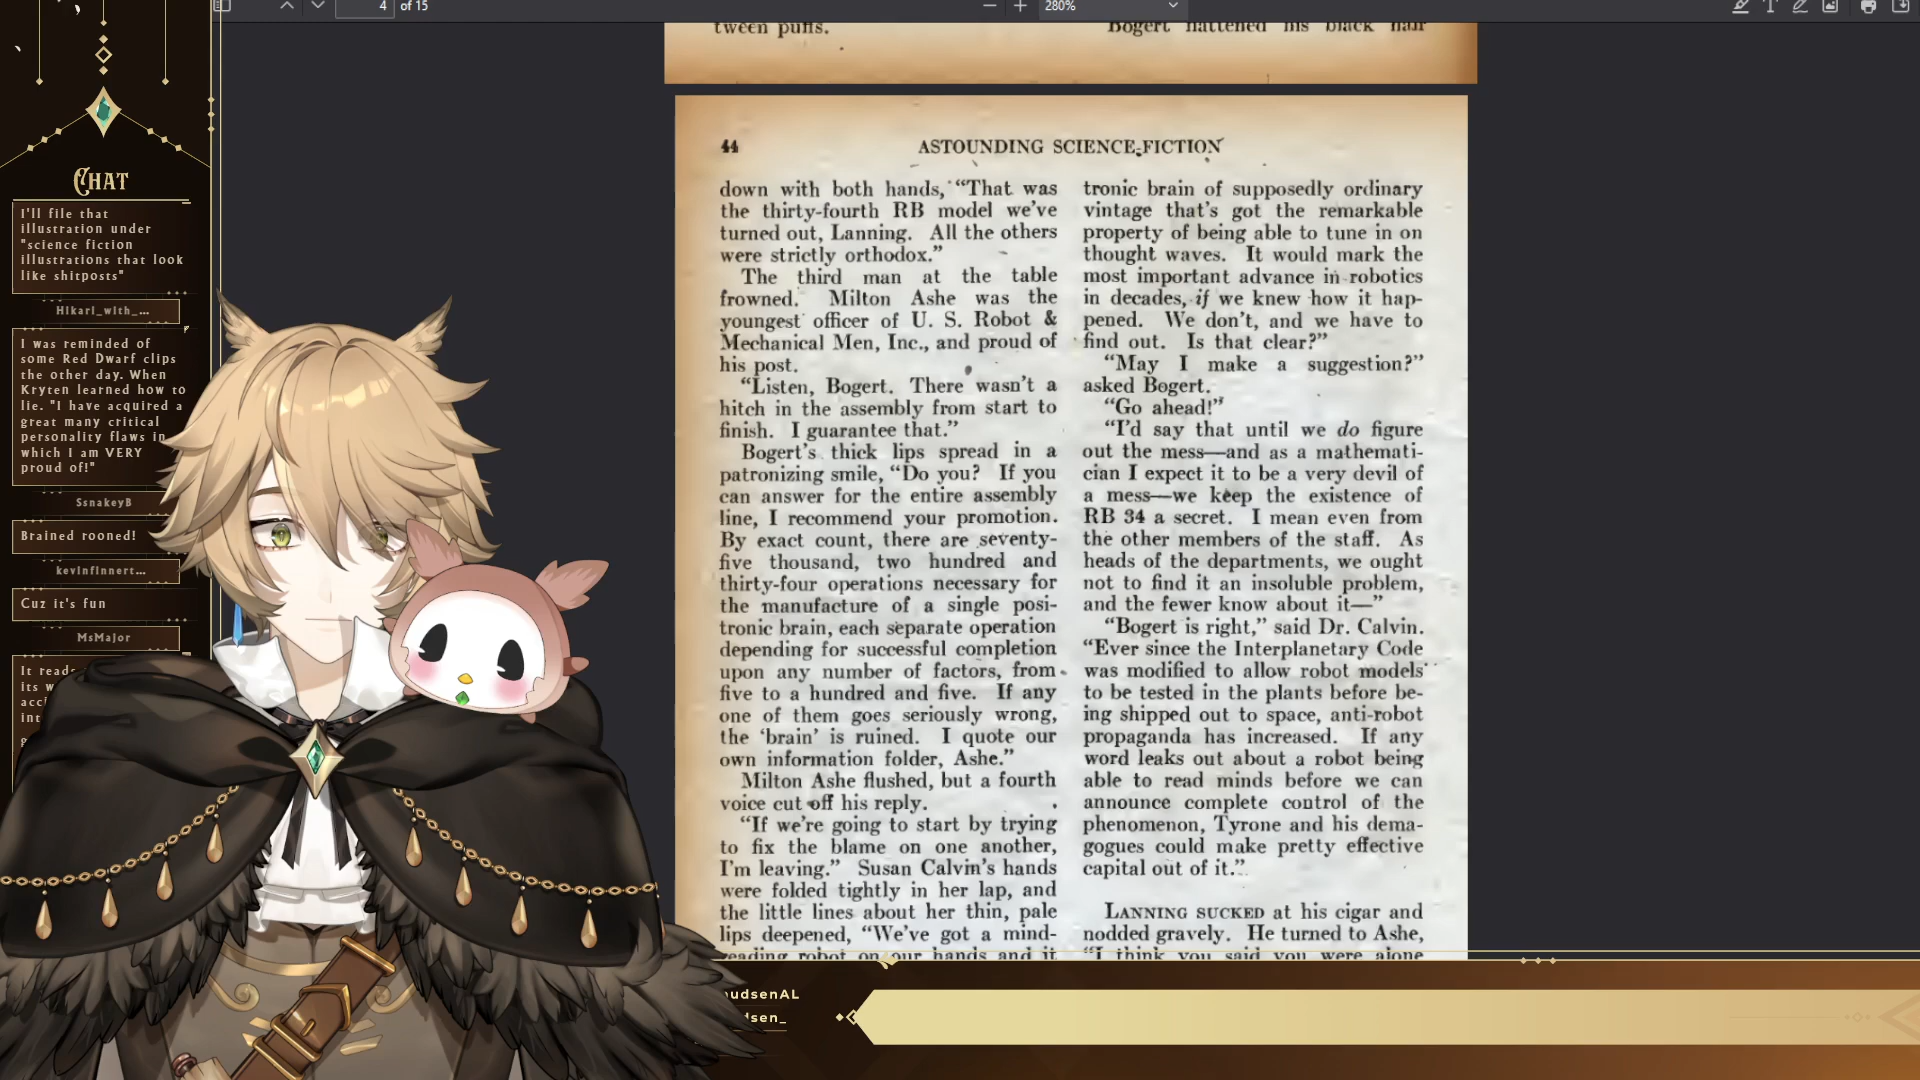 4 of 15
280%
CHAT
I'll file that
illustration under
"science fiction
illustrations that look
like shitposts"
Hikari_with_...
I was reminded of
some Red Dwarf clips
the other day. When
Kryten learned how to
lie. "I have acquired a
great many critical
personality flaws in
which I am VERY
proud of!"
SsnakeyB
Brained rooned!
kevinfinnert...
Cuz it's fun
MsMajor
It reads
its w
acci
int
tween puffs.
Bogert flattened his black hair
44
ASTOUNDING SCIENCE-FICTION
down with both hands, “That was
the thirty-fourth RB model we’ve
turned out, Lanning. All the others
were strictly orthodox.”
The third man at the table
frowned. Milton Ashe was the
youngest officer of U. S. Robot &
Mechanical Men, Inc., and proud of
his post.
“Listen, Bogert. There wasn’t a
hitch in the assembly from start to
finish. I guarantee that.”
Bogert’s thick lips spread in a
patronizing smile, “Do you? If you
can answer for the entire assembly
line, I recommend your promotion.
By exact count, there are seventy-
five thousand, two hundred and
thirty-four operations necessary for
the manufacture of a single posi-
tronic brain, each separate operation
depending for successful completion
upon any number of factors, from
five to a hundred and five. If any
one of them goes seriously wrong,
the ‘brain’ is ruined. I quote our
own information folder, Ashe.”
Milton Ashe flushed, but a fourth
voice cut off his reply.
“If we’re going to start by trying
to fix the blame on one another,
I’m leaving.” Susan Calvin’s hands
were folded tightly in her lap, and
the little lines about her thin, pale
lips deepened, “We’ve got a mind-
reading robot on our hands and it
tronic brain of supposedly ordinary
vintage that’s got the remarkable
property of being able to tune in on
thought waves. It would mark the
most important advance in robotics
in decades, if we knew how it hap-
pened. We don’t, and we have to
find out. Is that clear?”
“May I make a suggestion?”
asked Bogert.
“Go ahead!”
“I’d say that until we do figure
out the mess—and as a mathemati-
cian I expect it to be a very devil of
a mess—we keep the existence of
RB 34 a secret. I mean even from
the other members of the staff. As
heads of the departments, we ought
not to find it an insoluble problem,
and the fewer know about it—”
“Bogert is right,” said Dr. Calvin.
“Ever since the Interplanetary Code
was modified to allow robot models
to be tested in the plants before be-
ing shipped out to space, anti-robot
propaganda has increased. If any
word leaks out about a robot being
able to read minds before we can
announce complete control of the
phenomenon, Tyrone and his dema-
gogues could make pretty effective
capital out of it.”
LANNING SUCKED at his cigar and
nodded gravely. He turned to Ashe,
“I think you said you were alone
udsenAL
dsen_